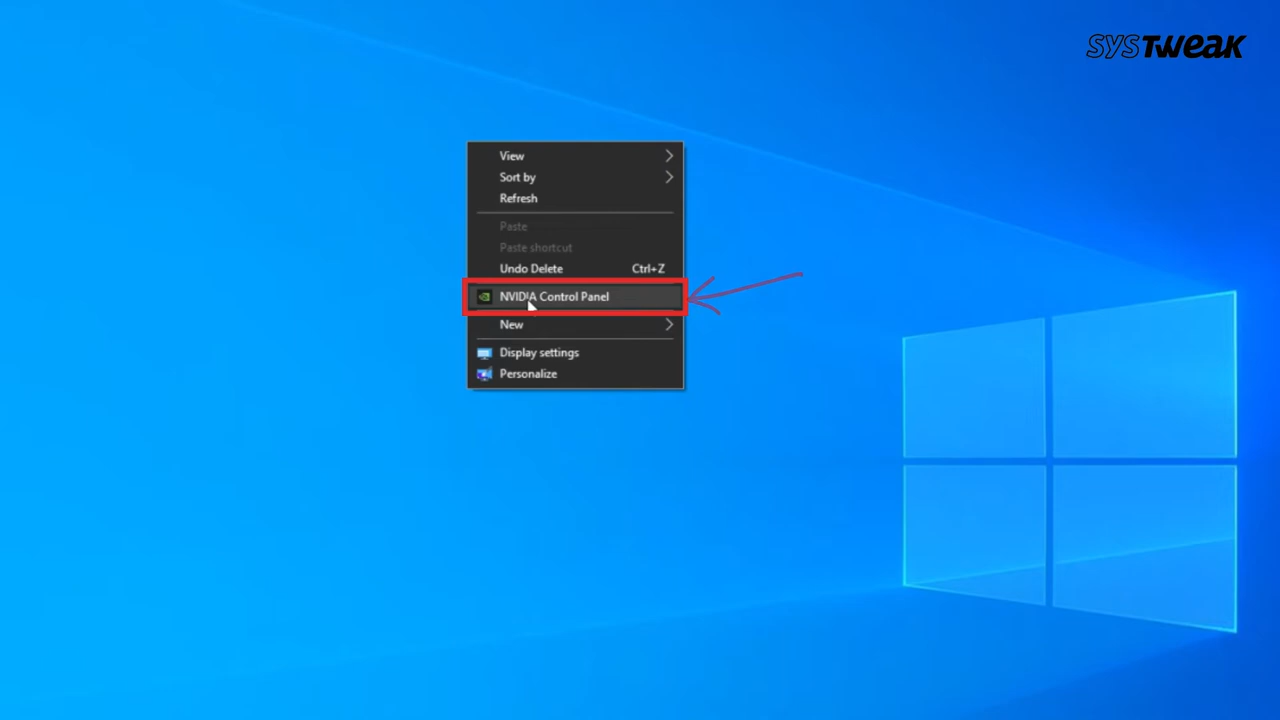 SYSTweak
View
Sort by
Refresh
Paste
Paste shortcut
Undo Delete Ctrl+Z
NVIDIA Control Panel
New
Display settings
Personalize